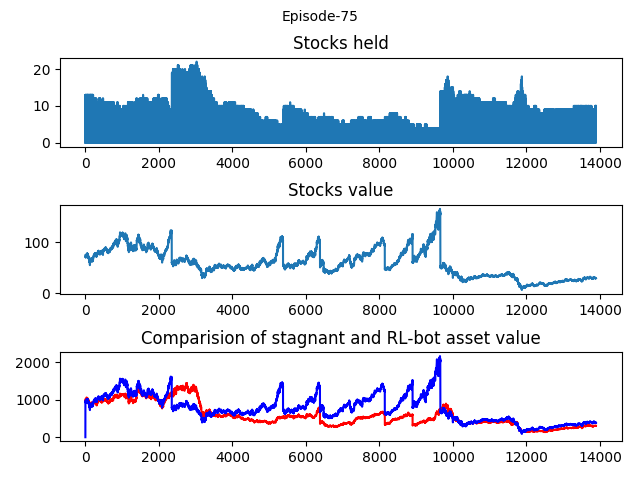 Episode-75
Stocks held
20
10
0
0 2000 4000 6000 8000 10000 12000 14000
Stocks value
100
0
0 2000 4000 6000 8000 10000 12000 14000
Comparision of stagnant and RL-bot asset value
2000
1000
0
0 2000 4000 6000 8000 10000 12000 14000